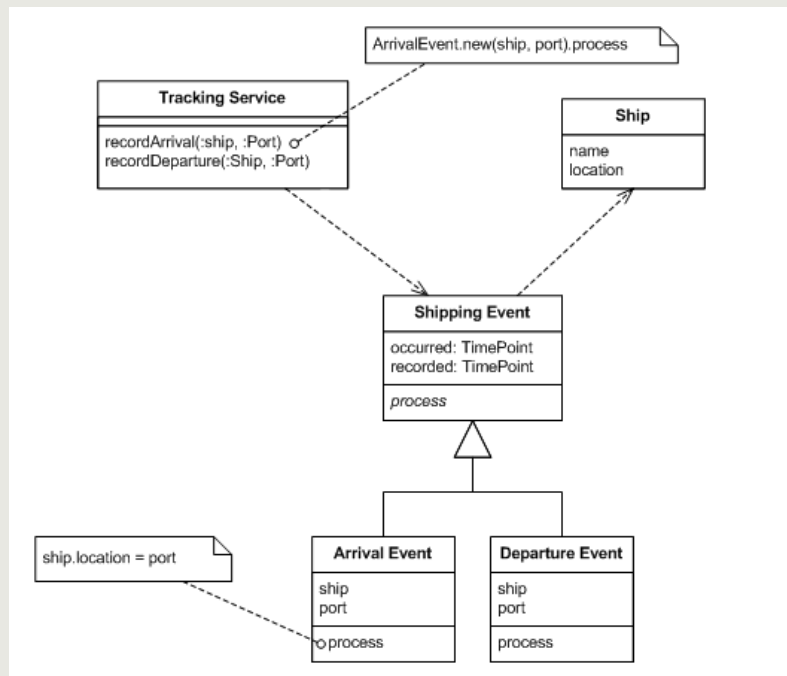 ArrivalEvent.new(ship, port).process
Tracking Service
recordArrival(:ship, :Port)
recordDeparture(:Ship, :Port)
Ship
name
location
Shipping Event
occurred: TimePoint
recorded: TimePoint
process
ship.location = port
Arrival Event
ship
port
process
Departure Event
ship
port
process